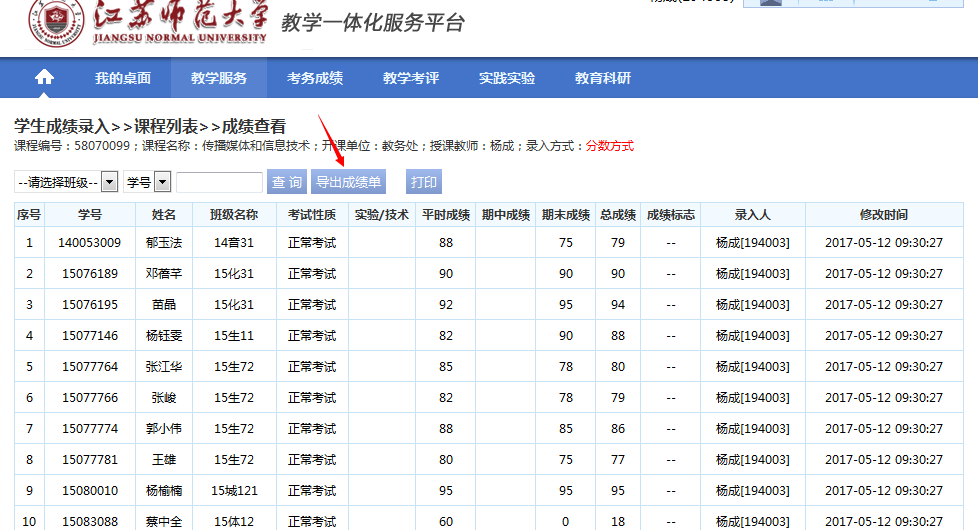 江苏师范大学
JIANGSU NORMAL UNIVERSITY
教学一体化服务平台
我的桌面 教学服务 考务成绩 教学考评 实践实验 教育科研
学生成绩录入>>课程列表>>成绩查看
课程编号：58070099；课程名称：传播媒体和信息技术；开课单位：教务处；授课教师：杨成；录入方式：分数方式
--请选择班级-- 学号 查 询 导出成绩单 打印
序号 学号 姓名 班级名称 考试性质 实验/技术 平时成绩 期中成绩 期末成绩 总成绩 成绩标志 录入人 修改时间
1 140053009 郁玉法 14音31 正常考试 88 75 79 -- 杨成[194003] 2017-05-12 09:30:27
2 15076189 邓蓓芊 15化31 正常考试 90 90 90 -- 杨成[194003] 2017-05-12 09:30:27
3 15076195 苗晶 15化31 正常考试 92 95 94 -- 杨成[194003] 2017-05-12 09:30:27
4 15077146 杨钰雯 15生11 正常考试 82 90 88 -- 杨成[194003] 2017-05-12 09:30:27
5 15077764 张江华 15生72 正常考试 85 78 80 -- 杨成[194003] 2017-05-12 09:30:27
6 15077766 张峻 15生72 正常考试 82 78 79 -- 杨成[194003] 2017-05-12 09:30:27
7 15077774 郭小伟 15生72 正常考试 88 85 86 -- 杨成[194003] 2017-05-12 09:30:27
8 15077781 王雄 15生72 正常考试 80 75 77 -- 杨成[194003] 2017-05-12 09:30:27
9 15080010 杨榆楠 15城121 正常考试 95 95 95 -- 杨成[194003] 2017-05-12 09:30:27
10 15083088 蔡中全 15体12 正常考试 60 0 18 -- 杨成[194003] 2017-05-12 09:30:27